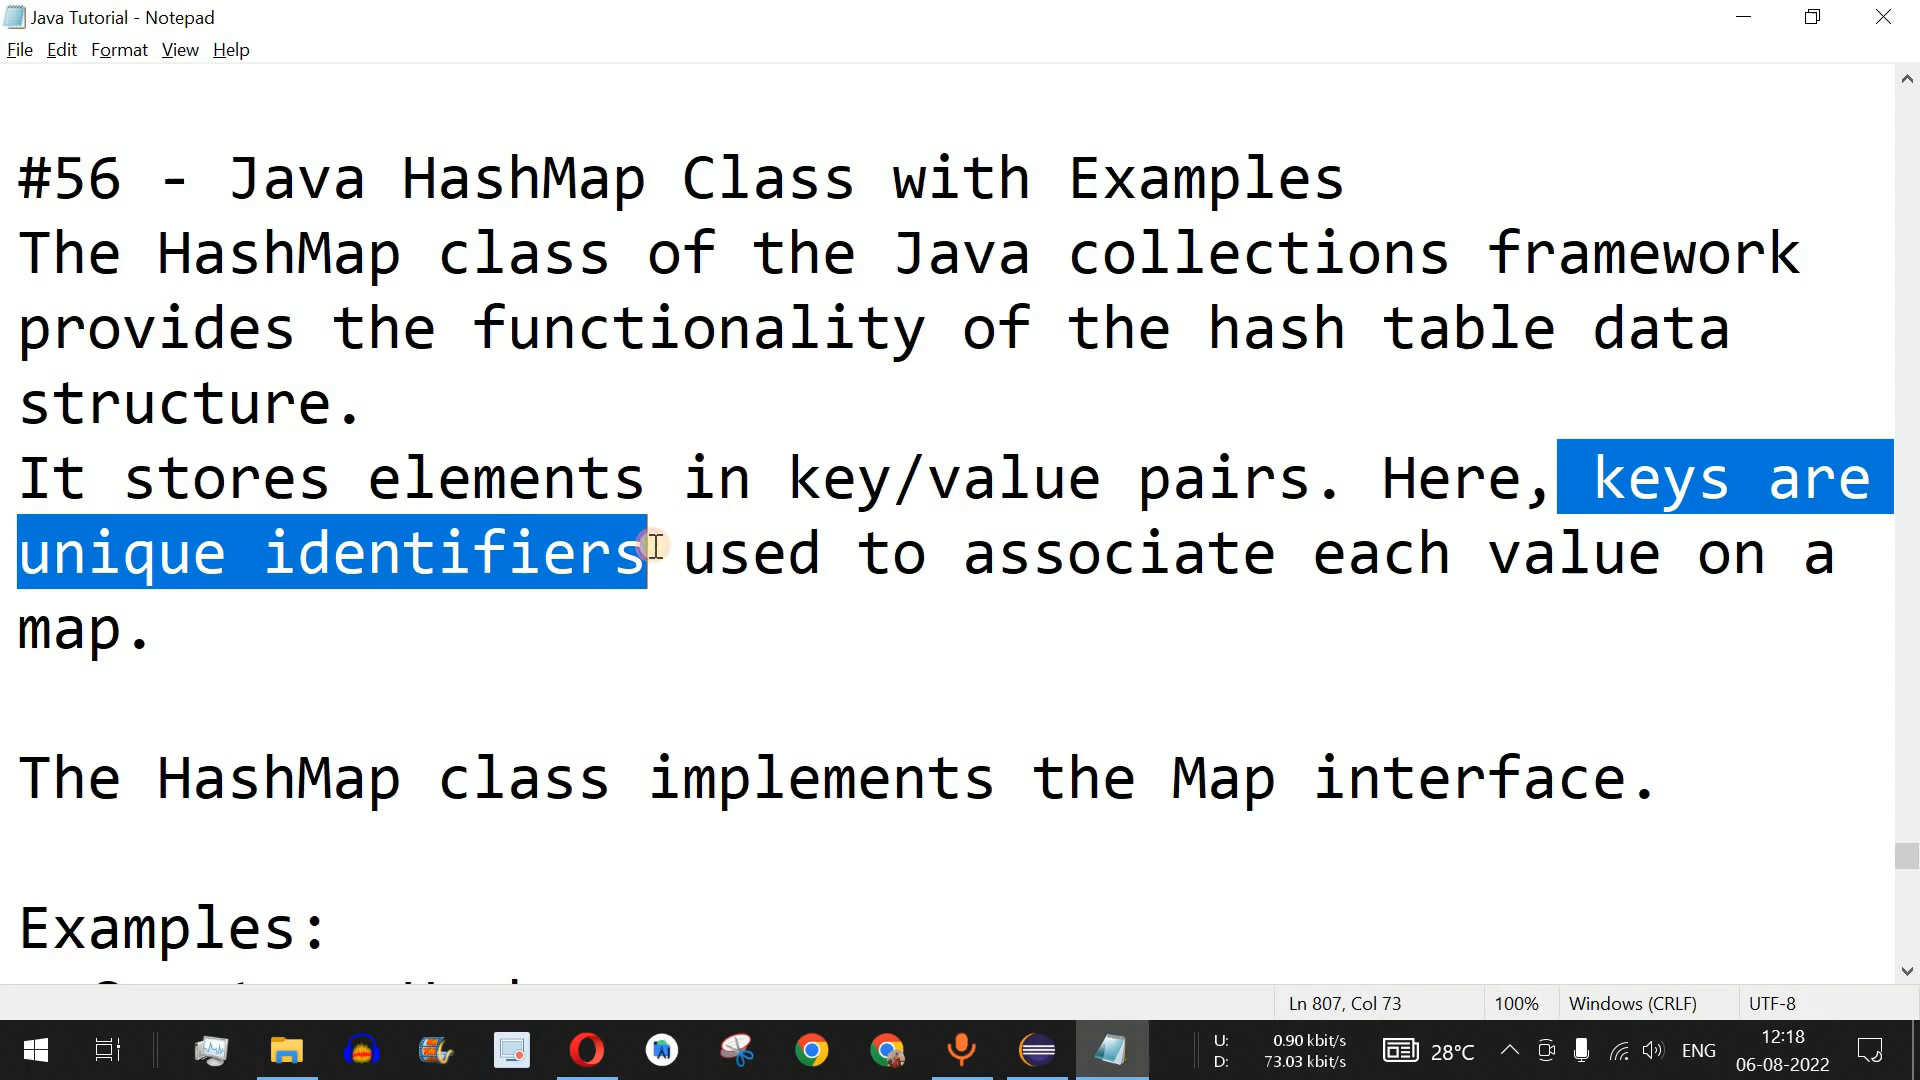 Java Tutorial - Notepad
File Edit Format View Help
#56 - Java HashMap Class with Examples
The HashMap class of the Java collections framework
provides the functionality of the hash table data
structure.
It stores elements in key/value pairs. Here, keys are
unique identifiers used to associate each value on a
map.
The HashMap class implements the Map interface.
Examples:
Ln 807, Col 73
100%
Windows (CRLF)
UTF-8
U: 0.90 kbit/s
D: 73.03 kbit/s
28°C
ENG
12:18
06-08-2022